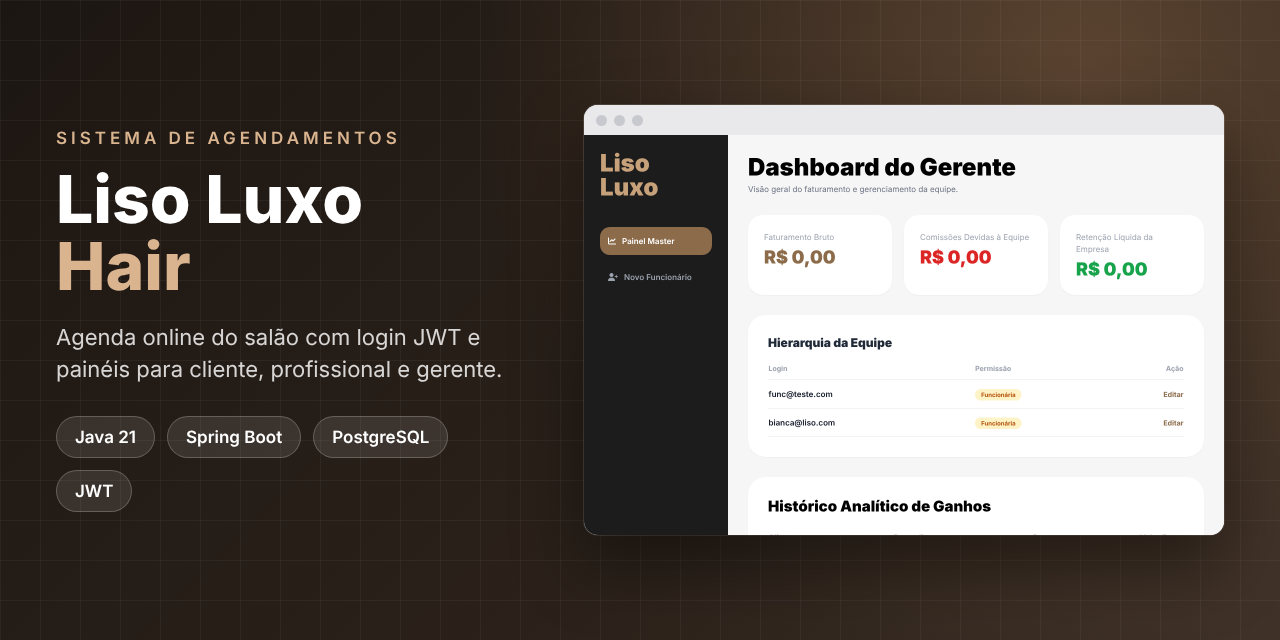 SISTEMA DE AGENDAMENTOS
Liso Luxo
Hair
Agenda online do salão com login JWT e
painéis para cliente, profissional e gerente.
Java 21
Spring Boot
PostgreSQL
JWT
Liso
Luxo
Painel Master
Novo Funcionário
Dashboard do Gerente
Visão geral do faturamento e gerenciamento da equipe.
Faturamento Bruto
R$ 0,00
Comissões Devidas à Equipe
R$ 0,00
Retenção Líquida da
Empresa
R$ 0,00
Hierarquia da Equipe
Login Permissão Ação
func@teste.com Funcionária Editar
bianca@liso.com Funcionária Editar
Histórico Analítico de Ganhos